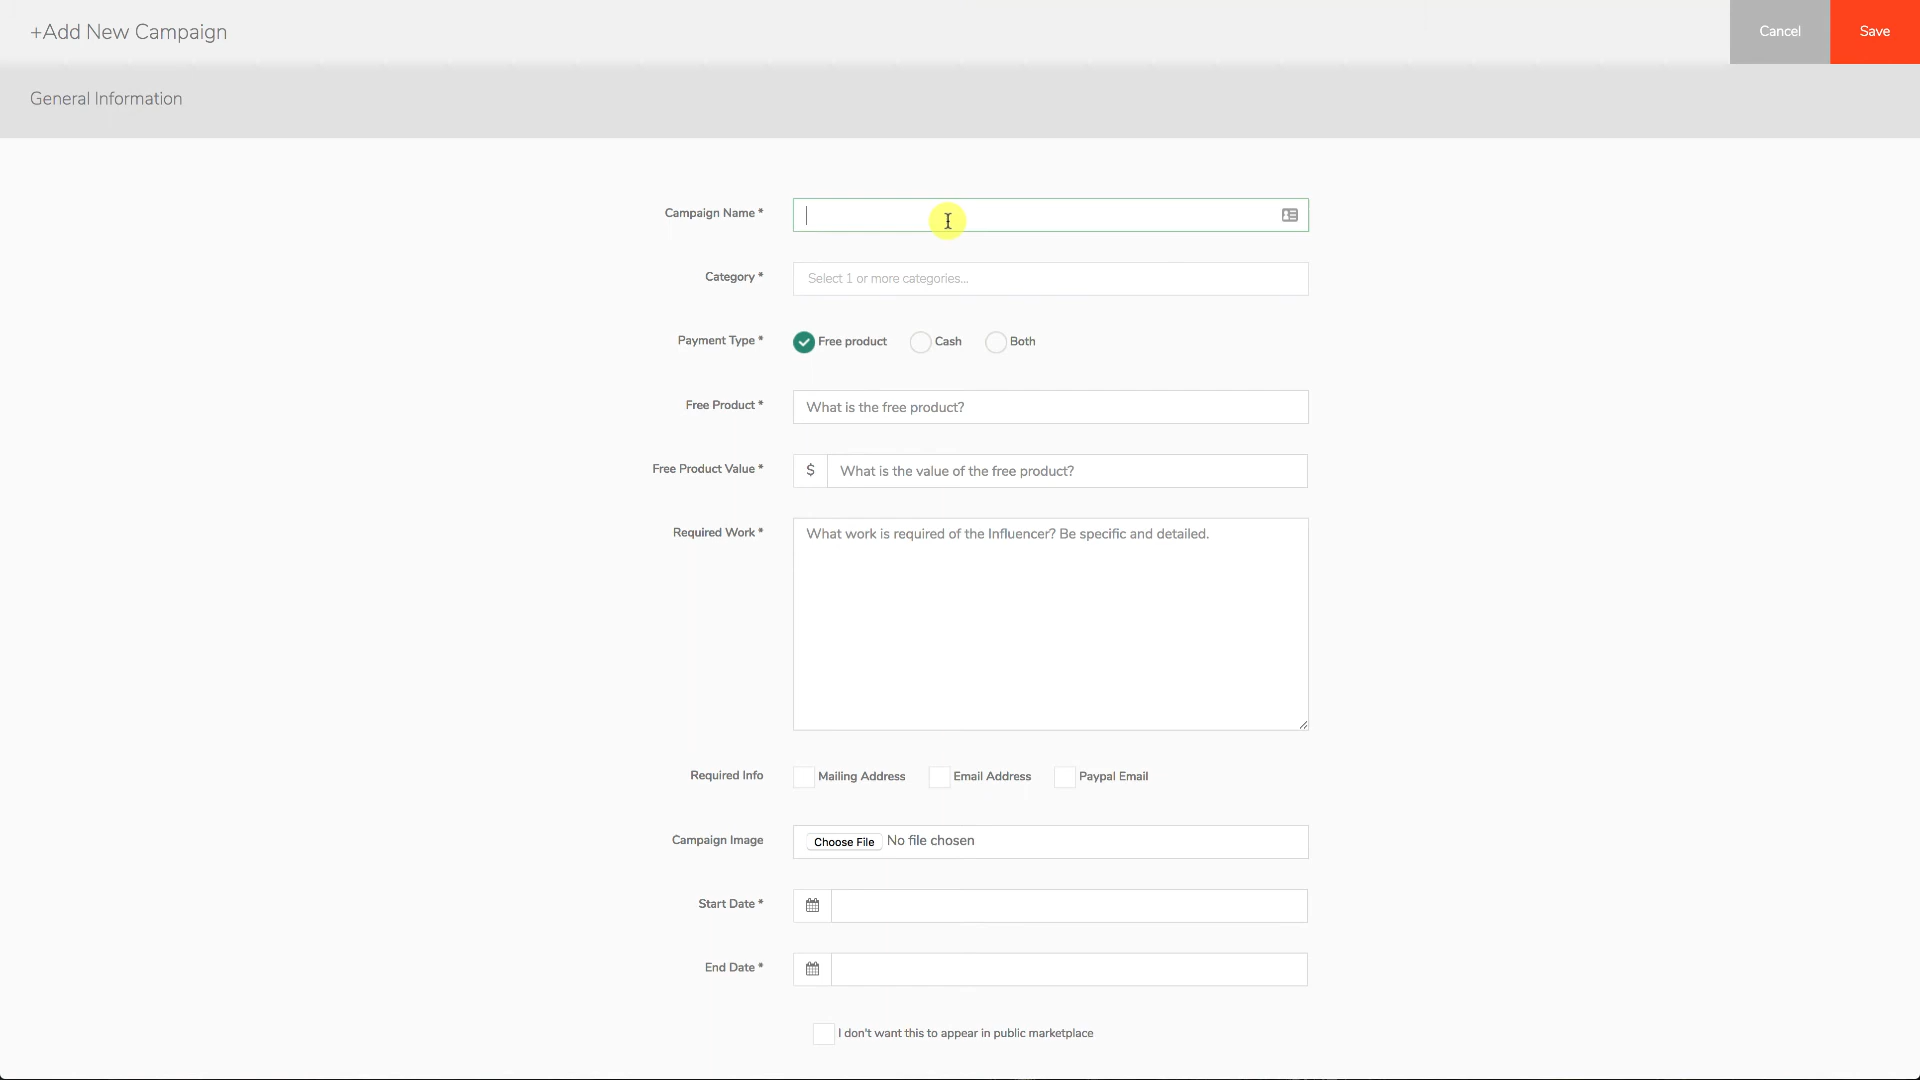 +Add New Campaign
Cancel
Save
General Information
Campaign Name *
Category *
Select 1 or more categories...
Payment Type *
Free product
Cash
Both
Free Product *
What is the free product?
Free Product Value *
$
What is the value of the free product?
Required Work *
What work is required of the Influencer? Be specific and detailed.
Required Info
Mailing Address
Email Address
Paypal Email
Campaign Image
Choose File
No file chosen
Start Date *
End Date *
I don't want this to appear in public marketplace